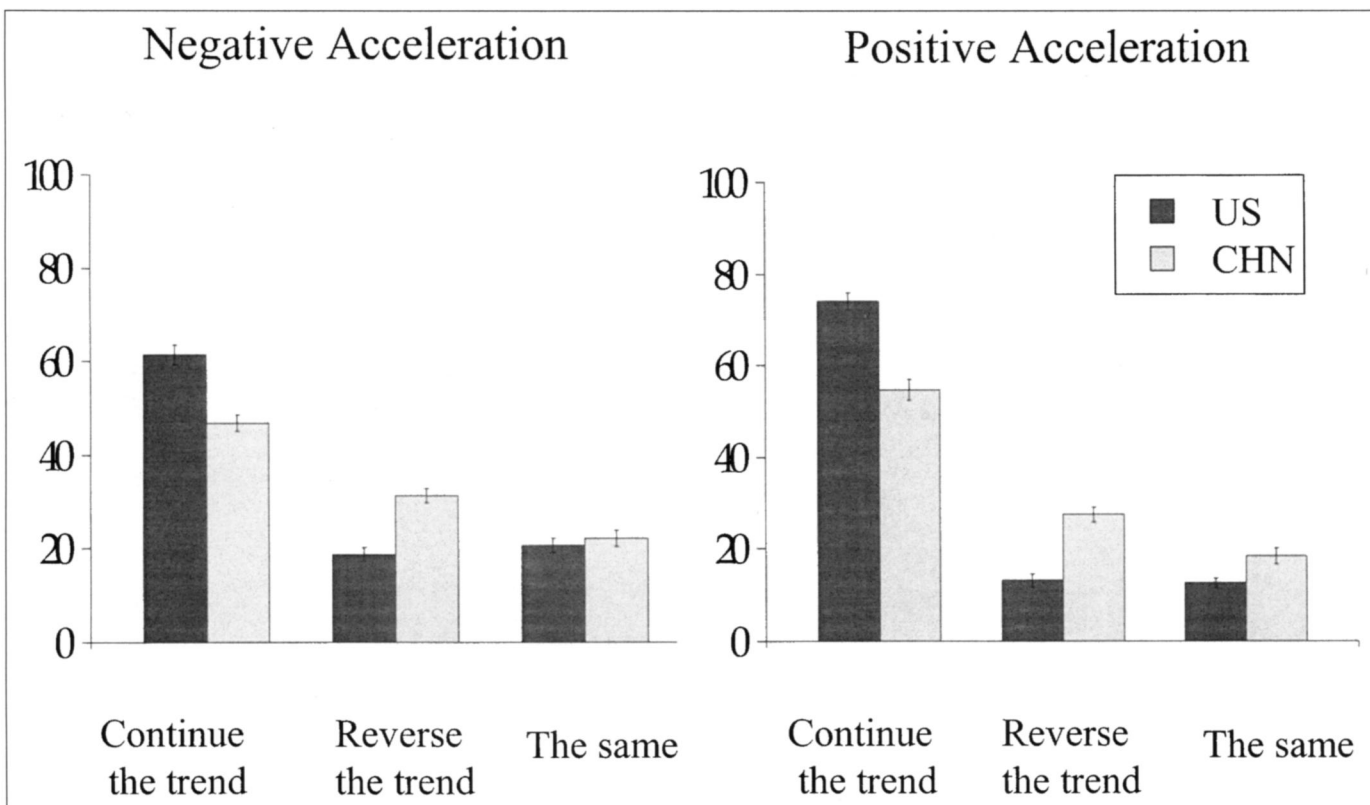 Negative Acceleration
Positive Acceleration
100
80
60
40
20
0
100
80
60
40
20
0
US
CHN
Continue
the trend
Reverse
the trend
The same
Continue
the trend
Reverse
the trend
The same